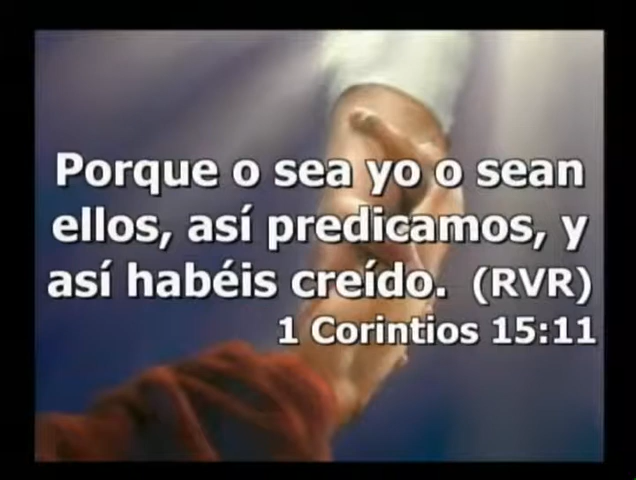 Porque o sea yo o sean
ellos, así predicamos, y
así habéis creído. (RVR)
1 Corintios 15:11